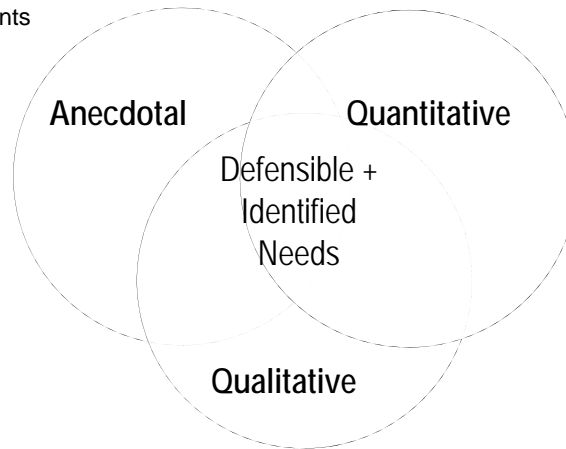 nts
Anecdotal
Quantitative
Defensible +
Identified
Needs
Qualitative